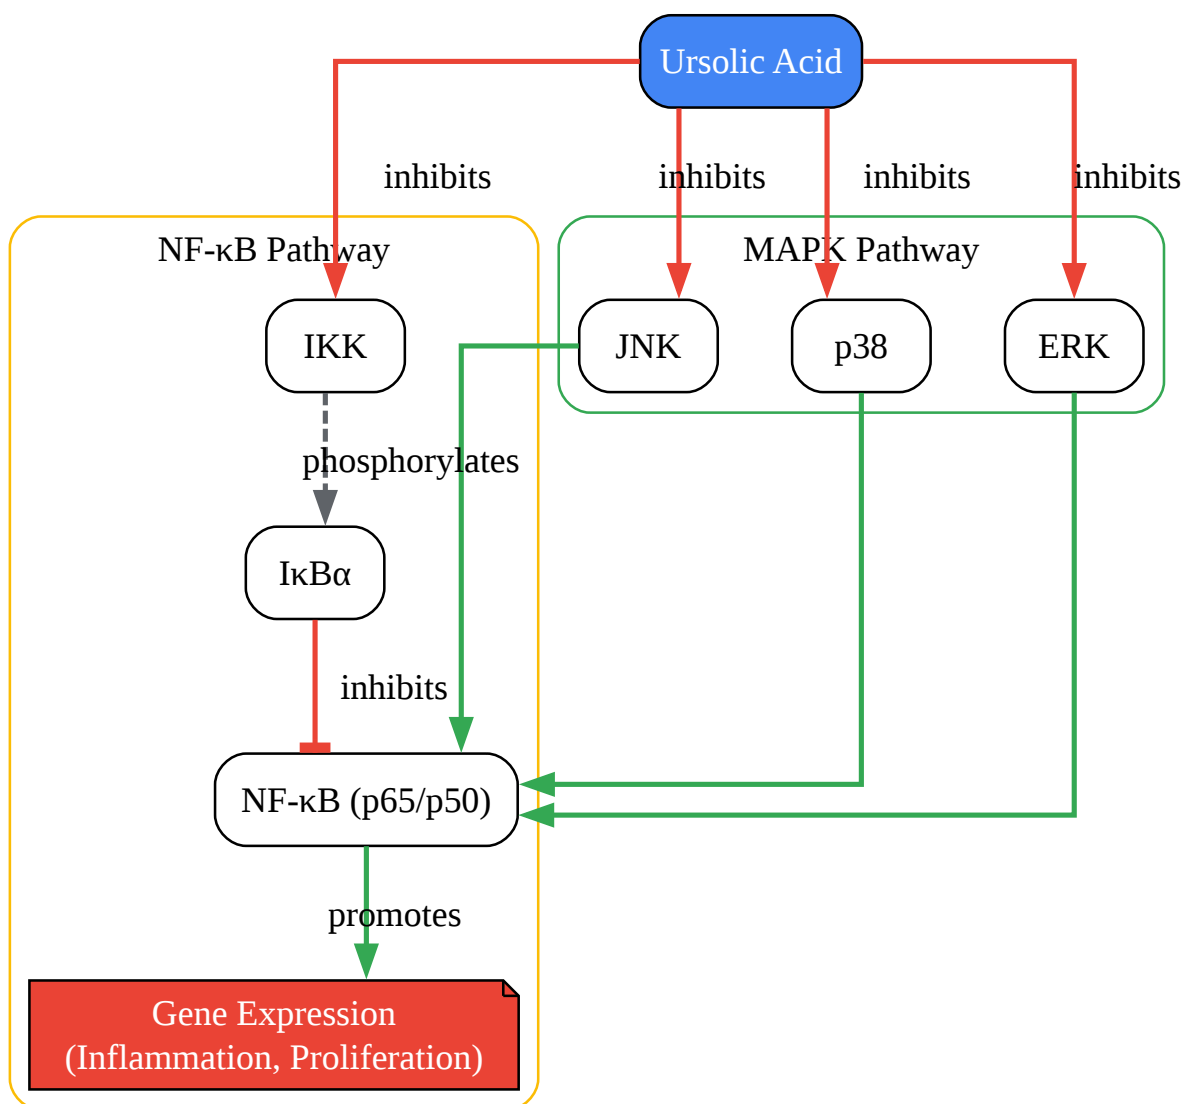 Ursolic Acid
inhibits
inhibits
inhibits
inhibits
NF-κB Pathway
MAPK Pathway
IKK
JNK
p38
ERK
phosphorylates
IκBα
inhibits
NF-κB (p65/p50)
promotes
Gene Expression
(Inflammation, Proliferation)